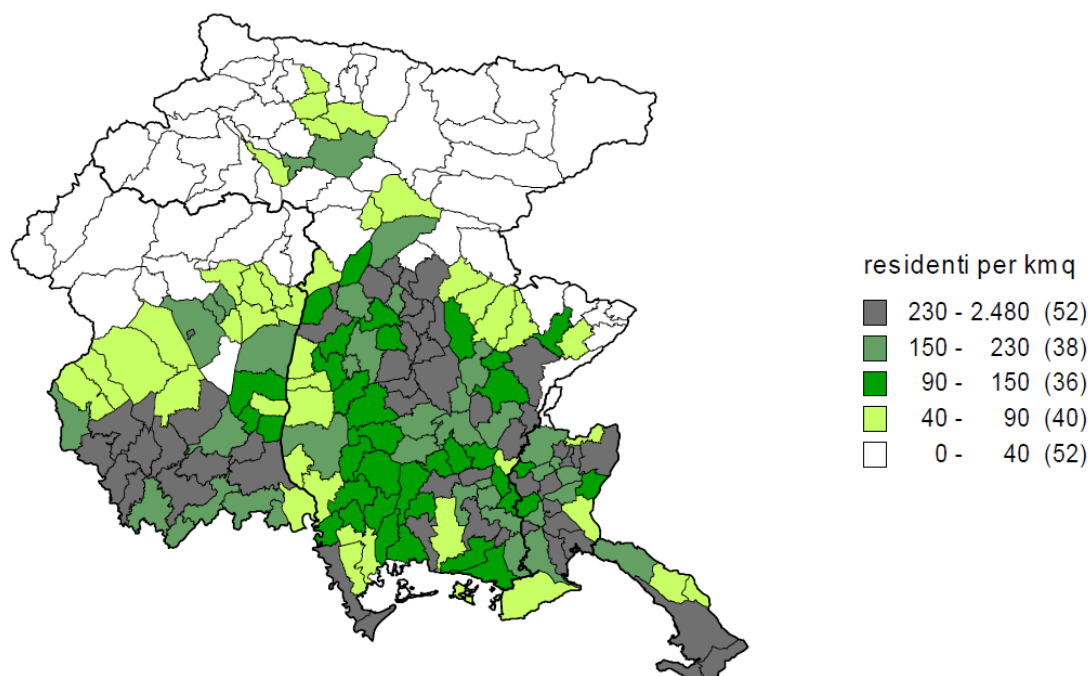 residenti per kmq
230 - 2.480 (52)
150 - 230 (38)
90 - 150 (36)
40 - 90 (40)
0 - 40 (52)